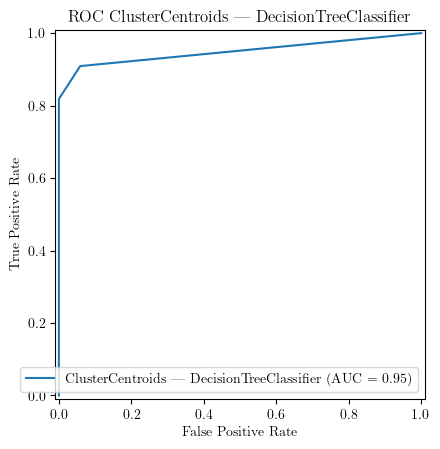 ROC ClusterCentroids — DecisionTreeClassifier
1.0
0.8
0.6
0.4
0.2
0.0
True Positive Rate
ClusterCentroids — DecisionTreeClassifier (AUC = 0.95)
0.0 0.2 0.4 0.6 0.8 1.0
False Positive Rate